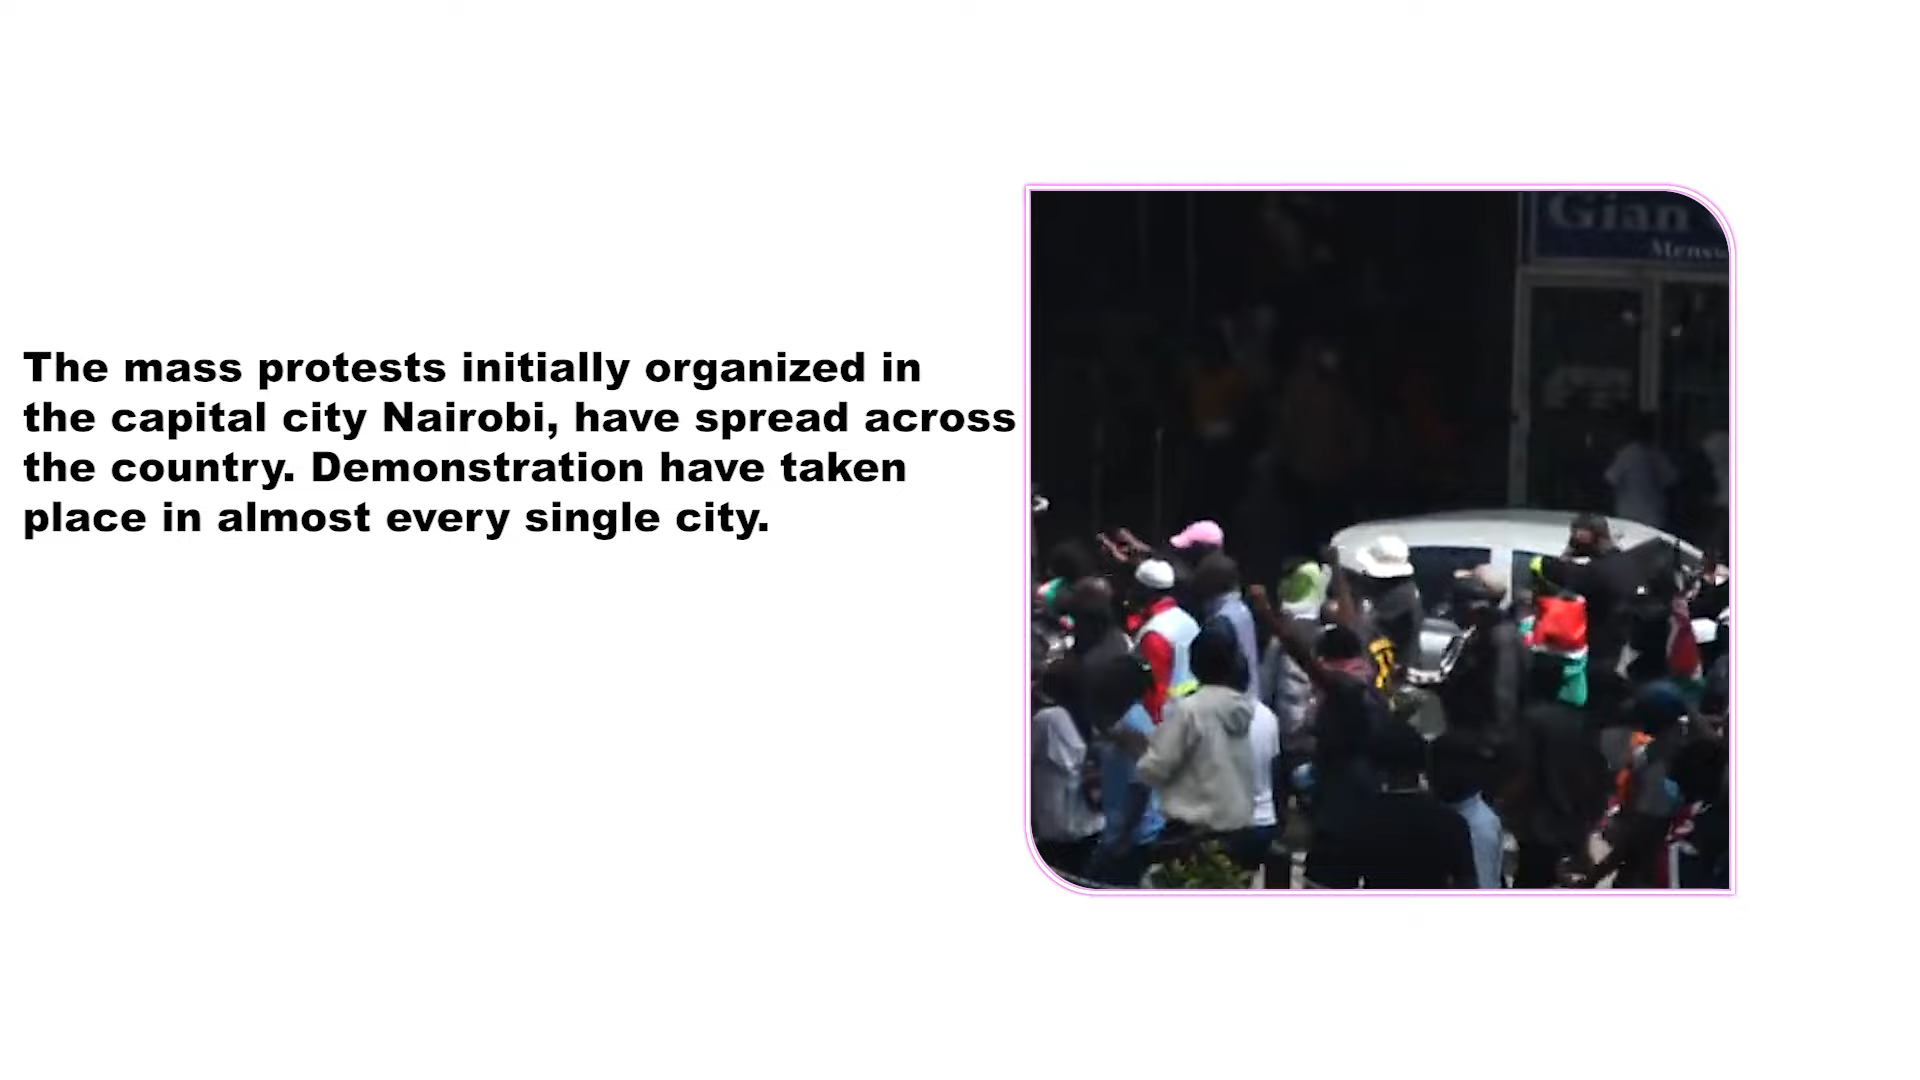 The mass protests initially organized in
the capital city Nairobi, have spread across
the country. Demonstration have taken
place in almost every single city.
Gian